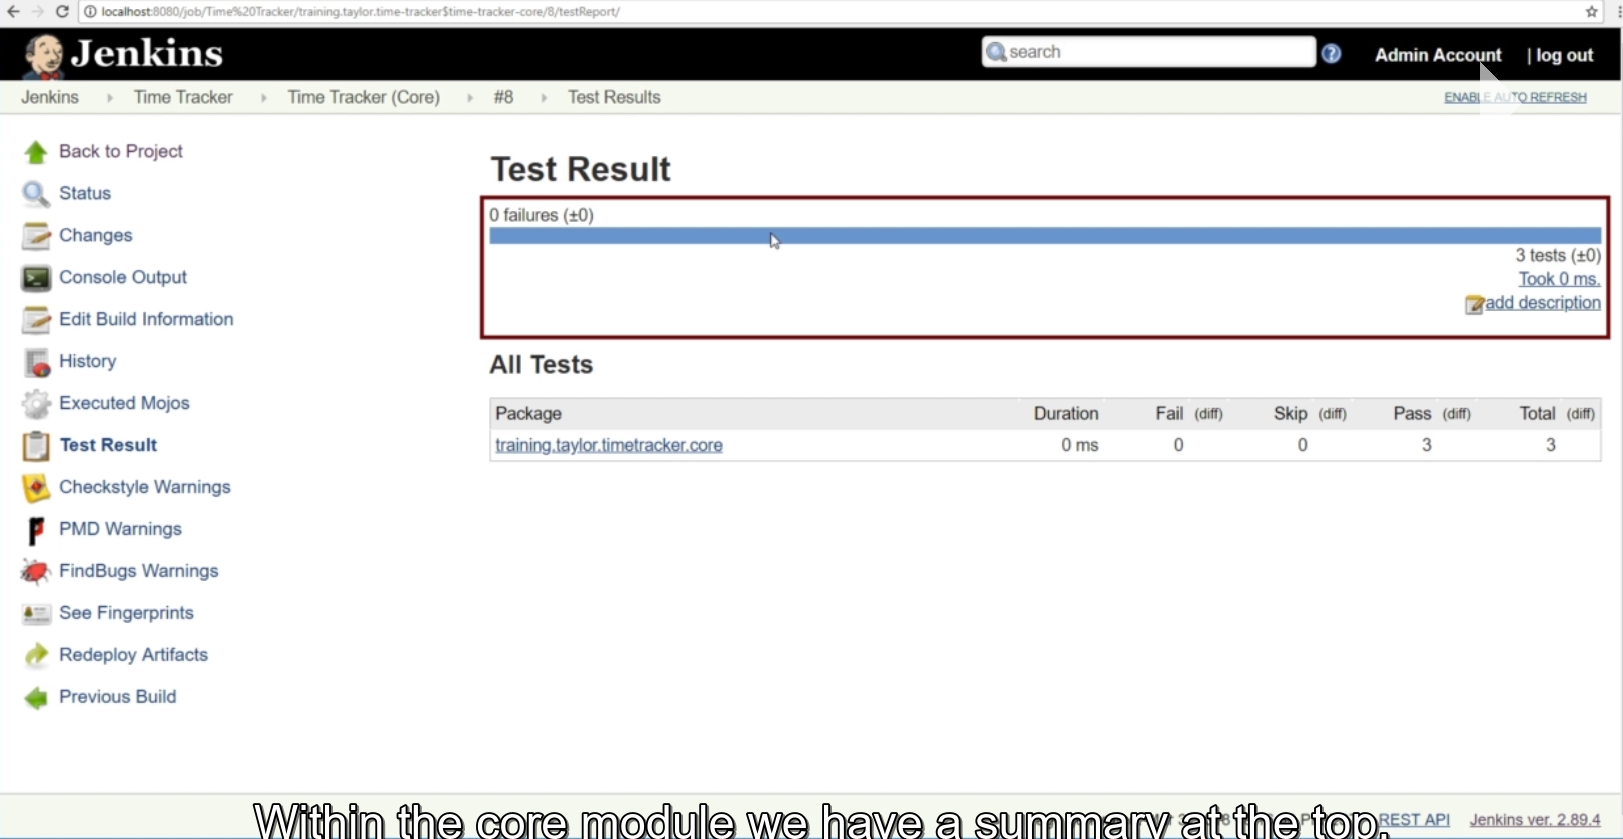 localhost:8080/job/Time%20Tracker/training.taylor.time-tracker$time-tracker-core/8/testReport/
Jenkins
search
?
Admin Account
| log out
Jenkins
Time Tracker
Time Tracker (Core)
#8
Test Results
ENABLE AUTO REFRESH
Back to Project
Status
Changes
Console Output
Edit Build Information
History
Executed Mojos
Test Result
Checkstyle Warnings
PMD Warnings
FindBugs Warnings
See Fingerprints
Redeploy Artifacts
Previous Build
Test Result
0 failures (±0)
3 tests (±0)
Took 0 ms.
add description
All Tests
Package Duration Fail (diff) Skip (diff) Pass (diff) Total (diff)
training.taylor.timetracker.core 0 ms 0 0 3 3
REST API
Jenkins ver. 2.89.4
Within the core module we have a summary at the top,